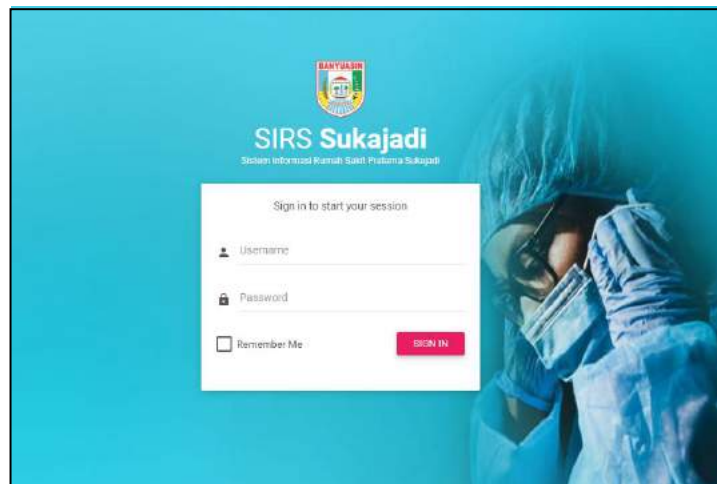 BANYUASIN
SIRS Sukajadi
Sistem Informasi Rumah Sakit Pratama Sukajadi
Sign in to start your session
Username
Password
Remember Me
SIGN IN